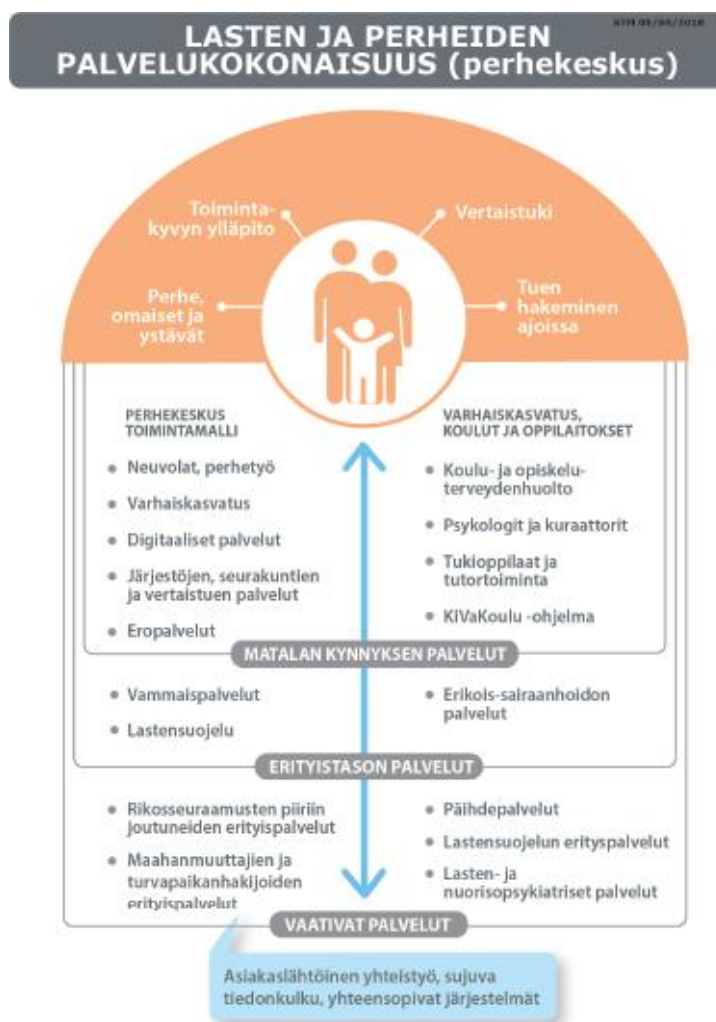 STM 09/04/2018
LASTEN JA PERHEIDEN
PALVELUKOKONAISUUS (perhekeskus)
Toiminta-
kyvyn ylläpito
Vertaistuki
Perhe,
omaiset ja
ystävät
Tuen
hakeminen
ajoissa
PERHEKESKUS
TOIMINTAMALLI
Neuvolat, perhetyö
Varhaiskasvatus
Digitaaliset palvelut
Järjestöjen, seurakuntien
ja vertaistuen palvelut
Eropalvelut
VARHAISKASVATUS,
KOULUT JA OPPILAITOKSET
Koulu- ja opiskelu-
terveydenhuolto
Psykologit ja kuraattorit
Tukioppilaat ja
tutortoiminta
KiVaKoulu -ohjelma
MATALAN KYNNYKSEN PALVELUT
Vammaispalvelut
Lastensuojelu
Erikois-sairaanhoidon
palvelut
ERITYISTASON PALVELUT
Rikosseuraamusten piiriin
joutuneiden erityispalvelut
Maahanmuuttajien ja
turvapaikanhakijoiden
erityispalvelut
Päihdepalvelut
Lastensuojelun erityspalvelut
Lasten- ja
nuorisopsykiatriset palvelut
VAATIVAT PALVELUT
Asiakaslähtöinen yhteistyö, sujuva
tiedonkulku, yhteensopivat järjestelmät